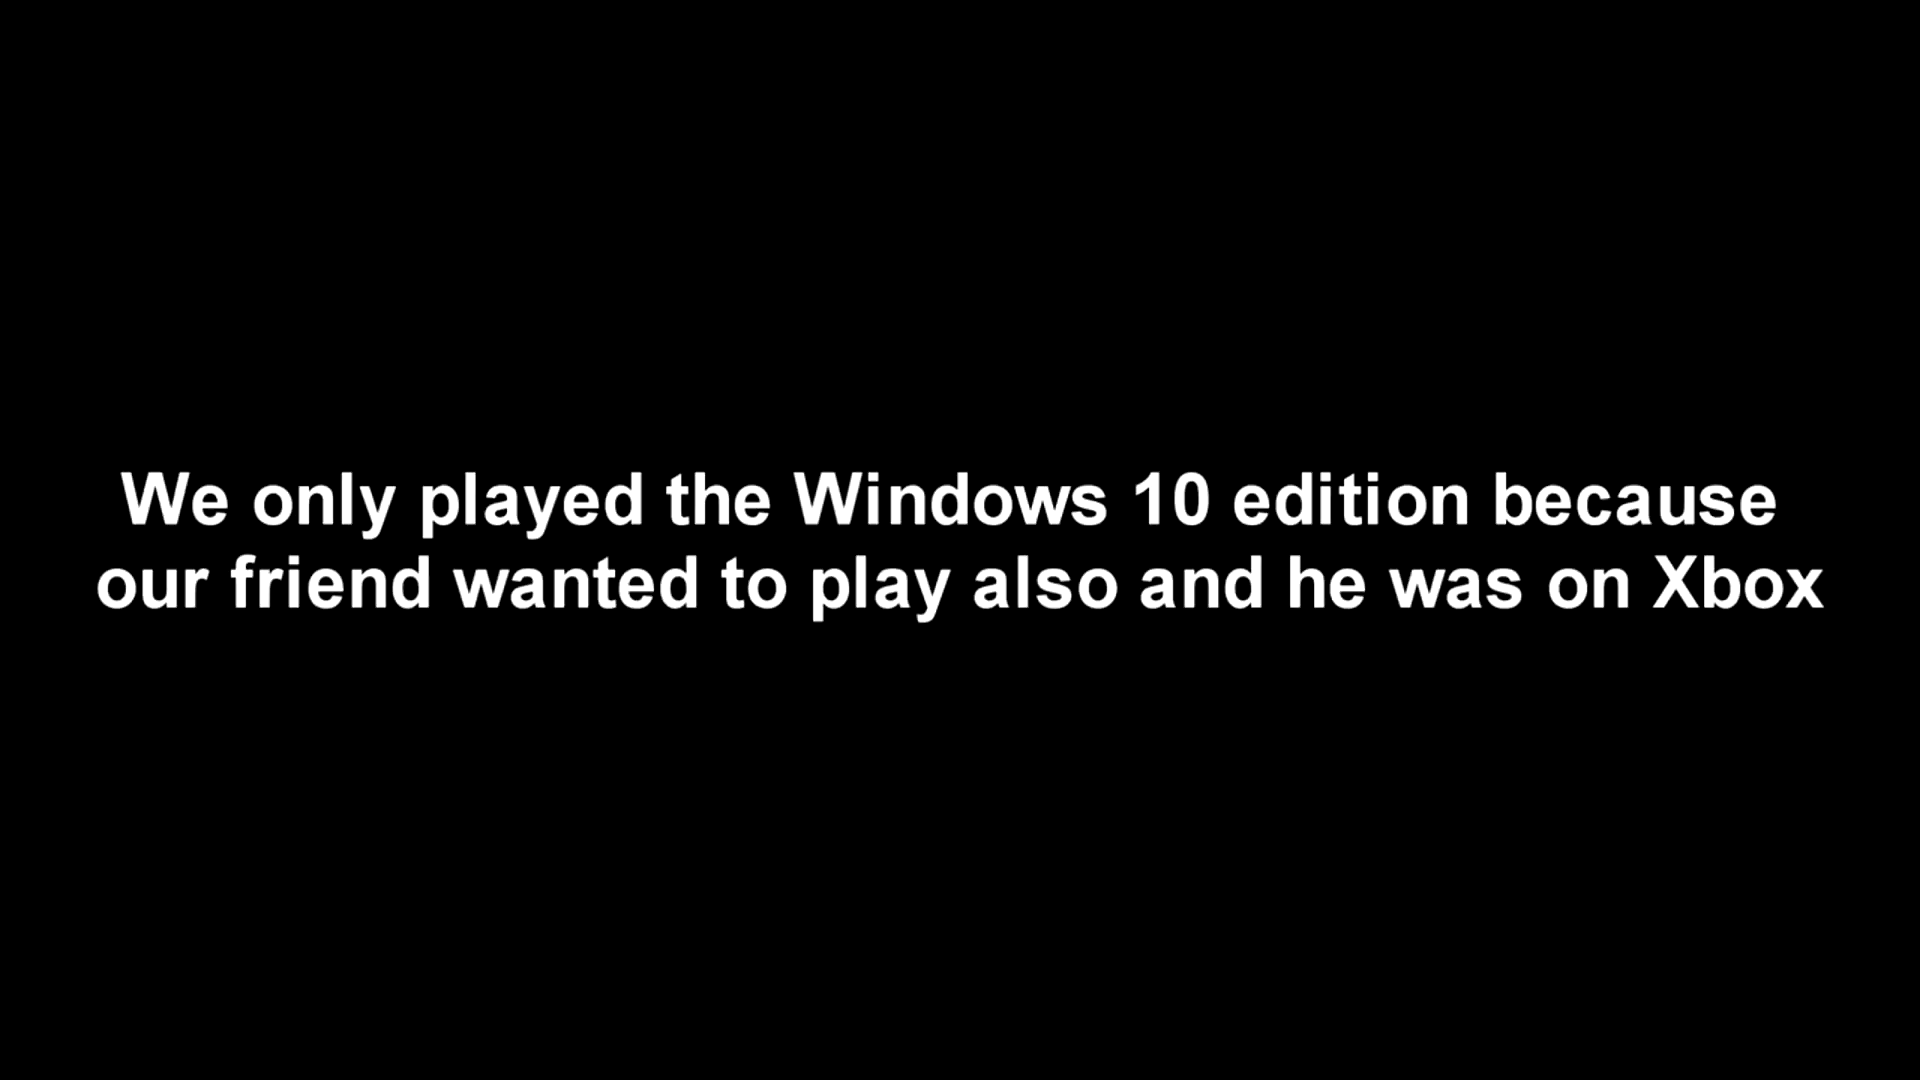 We only played the Windows 10 edition because
our friend wanted to play also and he was on Xbox